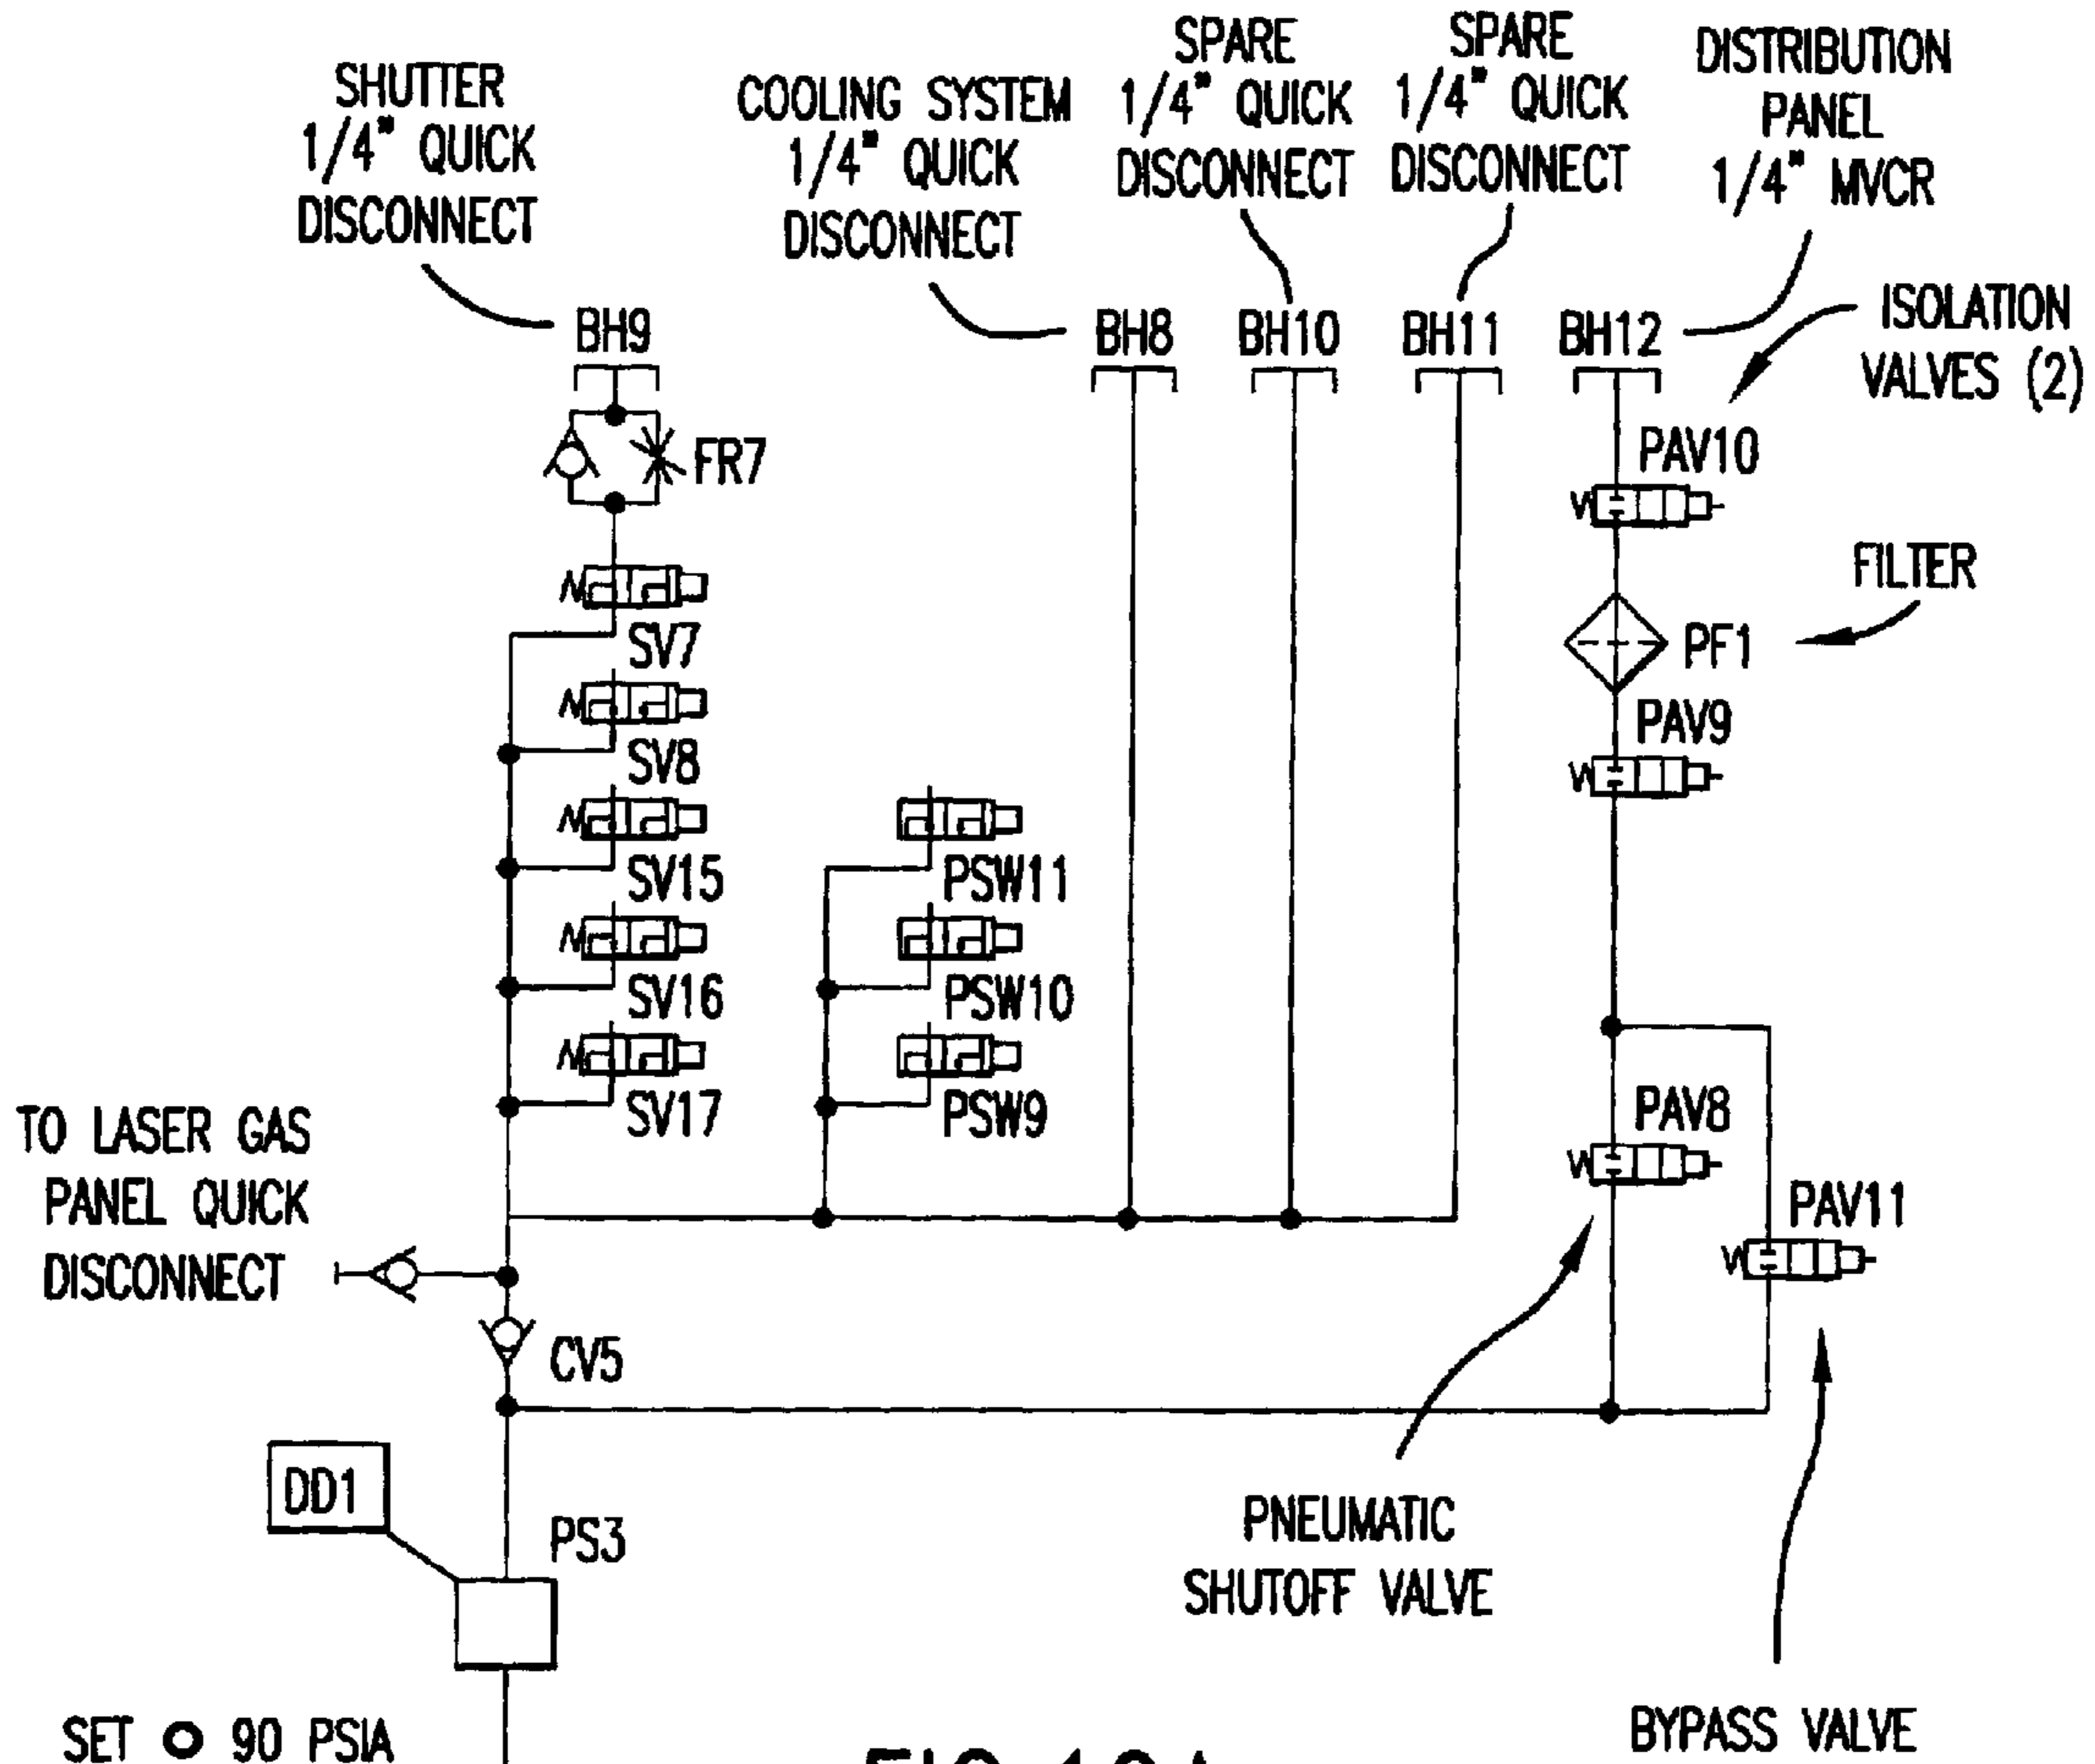 SHUTTER
1/4" QUICK
DISCONNECT
COOLING SYSTEM
1/4" QUICK
DISCONNECT
SPARE
1/4" QUICK
DISCONNECT
SPARE
1/4" QUICK
DISCONNECT
DISTRIBUTION
PANEL
1/4" MVCR
ISOLATION
VALVES (2)
BH9
BH8
BH10
BH11
BH12
FR7
PAV10
FILTER
PF1
PAV9
SV7
SV8
SV15
SV16
SV17
PSW11
PSW10
PSW9
PAV8
PAV11
TO LASER GAS
PANEL QUICK
DISCONNECT
CV5
DD1
PS3
PNEUMATIC
SHUTOFF VALVE
BYPASS VALVE
SET O 90 PSIA